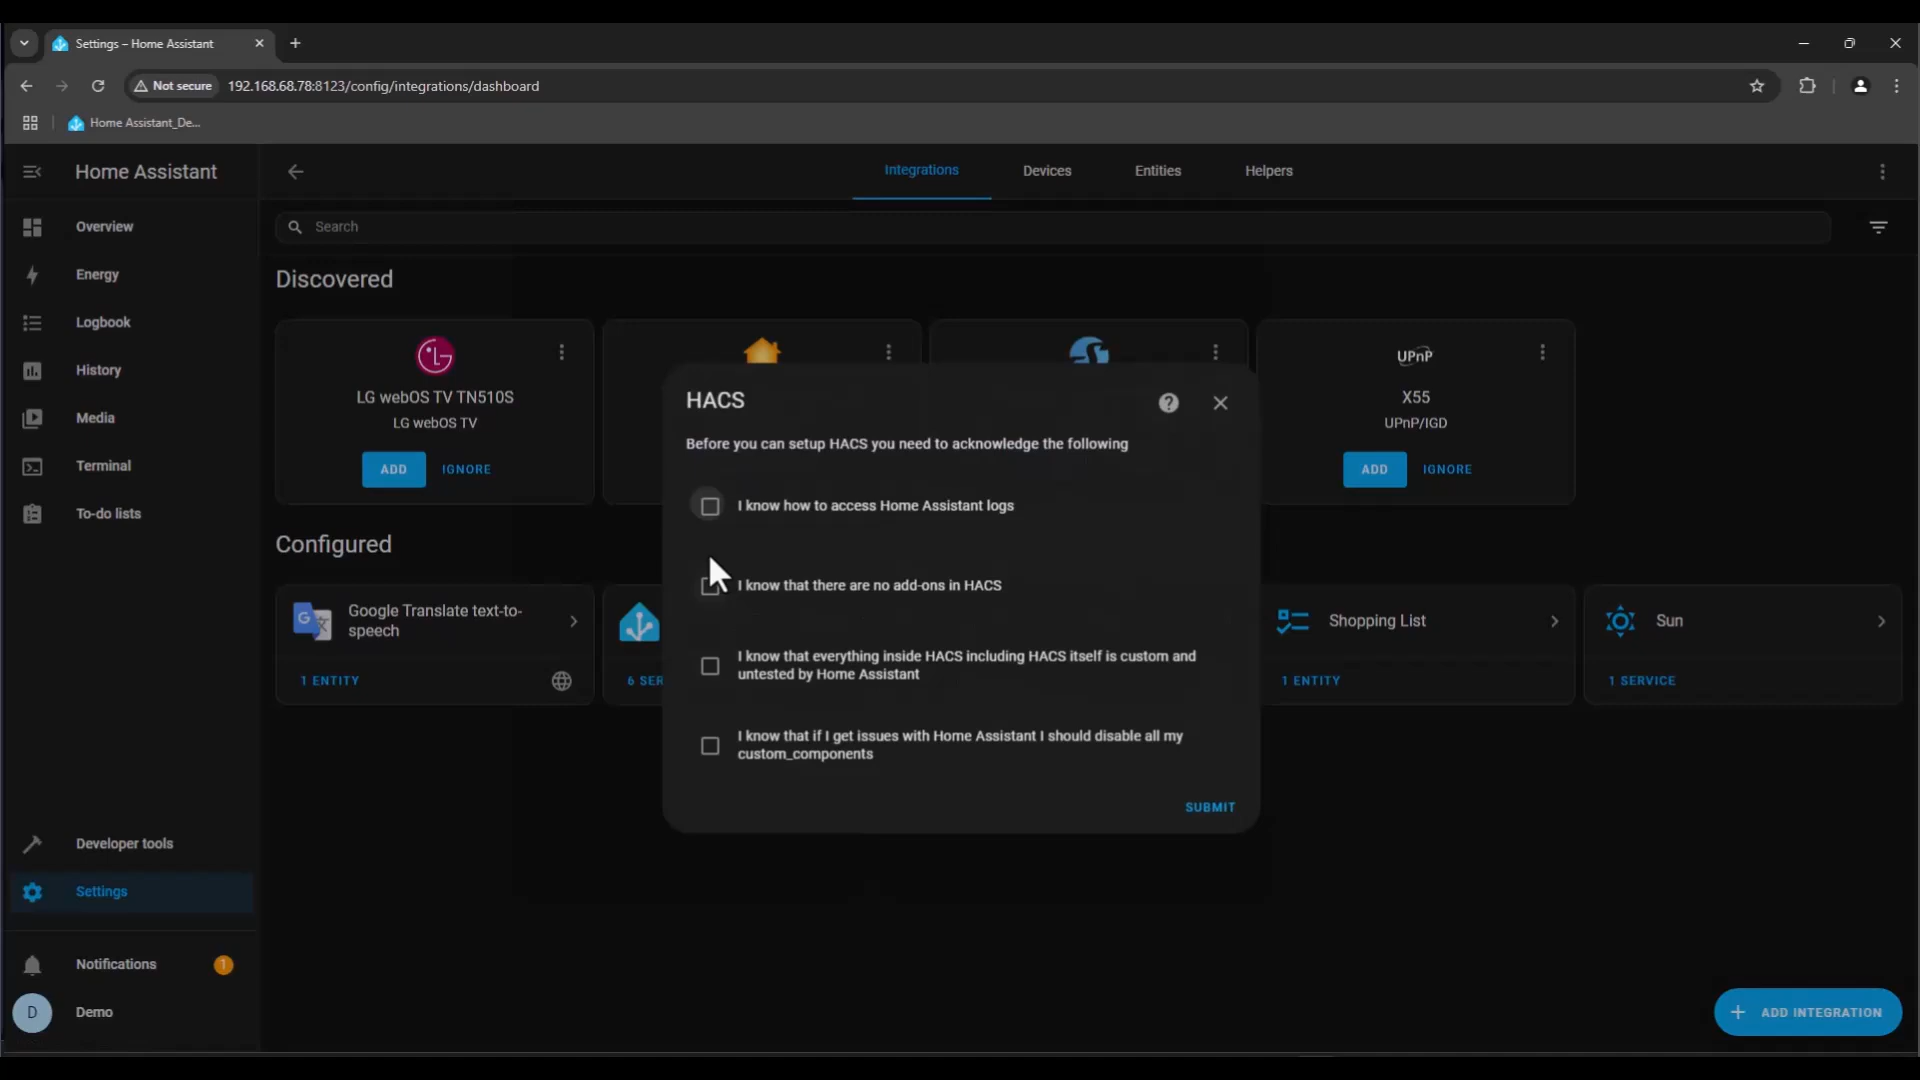 Settings – Home Assistant
Not secure
192.168.68.78:8123/config/integrations/dashboard
Home Assistant_De...
Home Assistant
Integrations
Devices
Entities
Helpers
Overview
Energy
Logbook
History
Media
Terminal
To-do lists
Developer tools
Settings
Notifications
1
D
Demo
Search
Discovered
LG
LG webOS TV TN510S
LG webOS TV
ADD
IGNORE
UPnP
X55
UPnP/IGD
ADD
IGNORE
HACS
Before you can setup HACS you need to acknowledge the following
I know how to access Home Assistant logs
I know that there are no add-ons in HACS
I know that everything inside HACS including HACS itself is custom and
untested by Home Assistant
I know that if I get issues with Home Assistant I should disable all my
custom_components
SUBMIT
Configured
G
文
Google Translate text-to-
speech
1 ENTITY
6 SER
Shopping List
1 ENTITY
Sun
1 SERVICE
ADD INTEGRATION